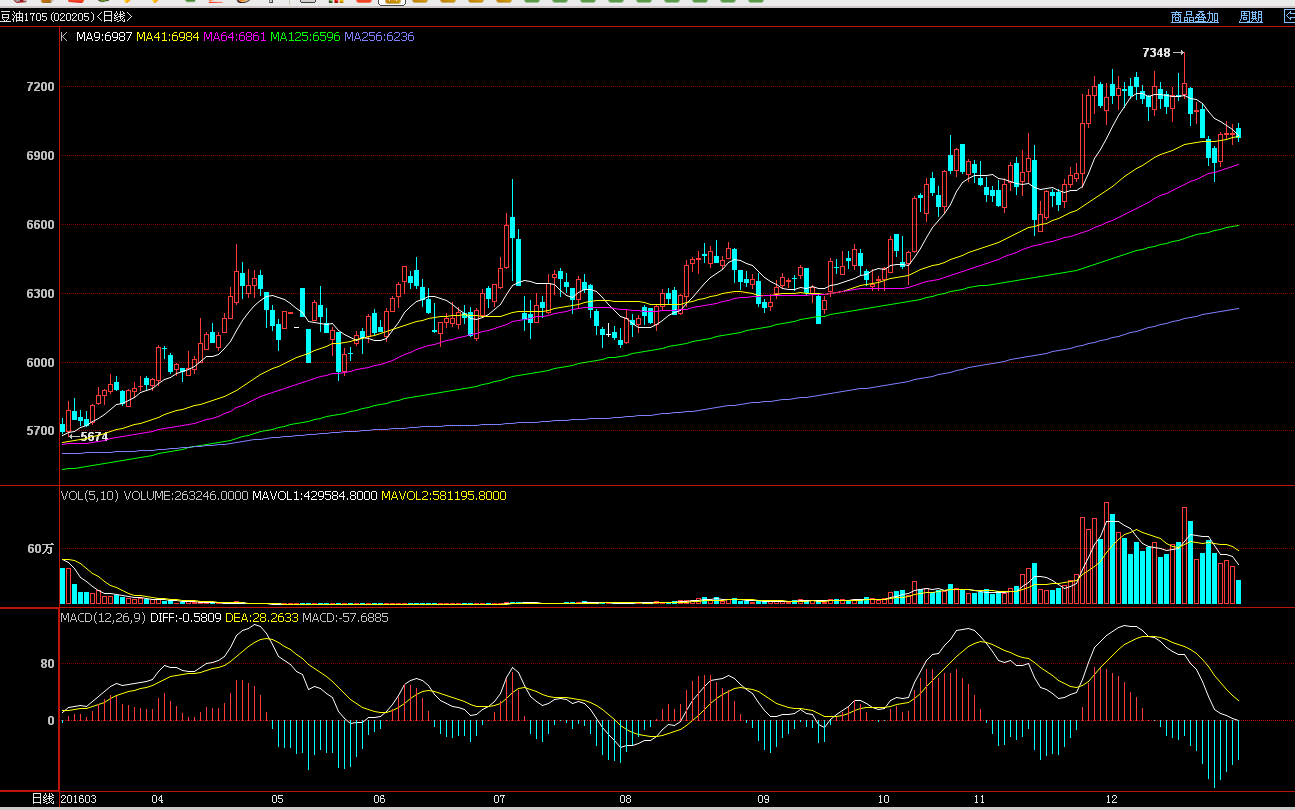 豆油1705 (020205) <日线> 商品叠加 周期
K MA9:6987 MA41:6984 MA64:6861 MA125:6596 MA256:6236
7348
7200
6900
6600
6300
6000
5700
5674
VOL(5,10) VOLUME:263246.0000 MAVOL1:429584.8000 MAVOL2:581195.8000
60万
MACD(12,26,9) DIFF:-0.5809 DEA:28.2633 MACD:-57.6885
80
0
日线 201603 04 05 06 07 08 09 10 11 12